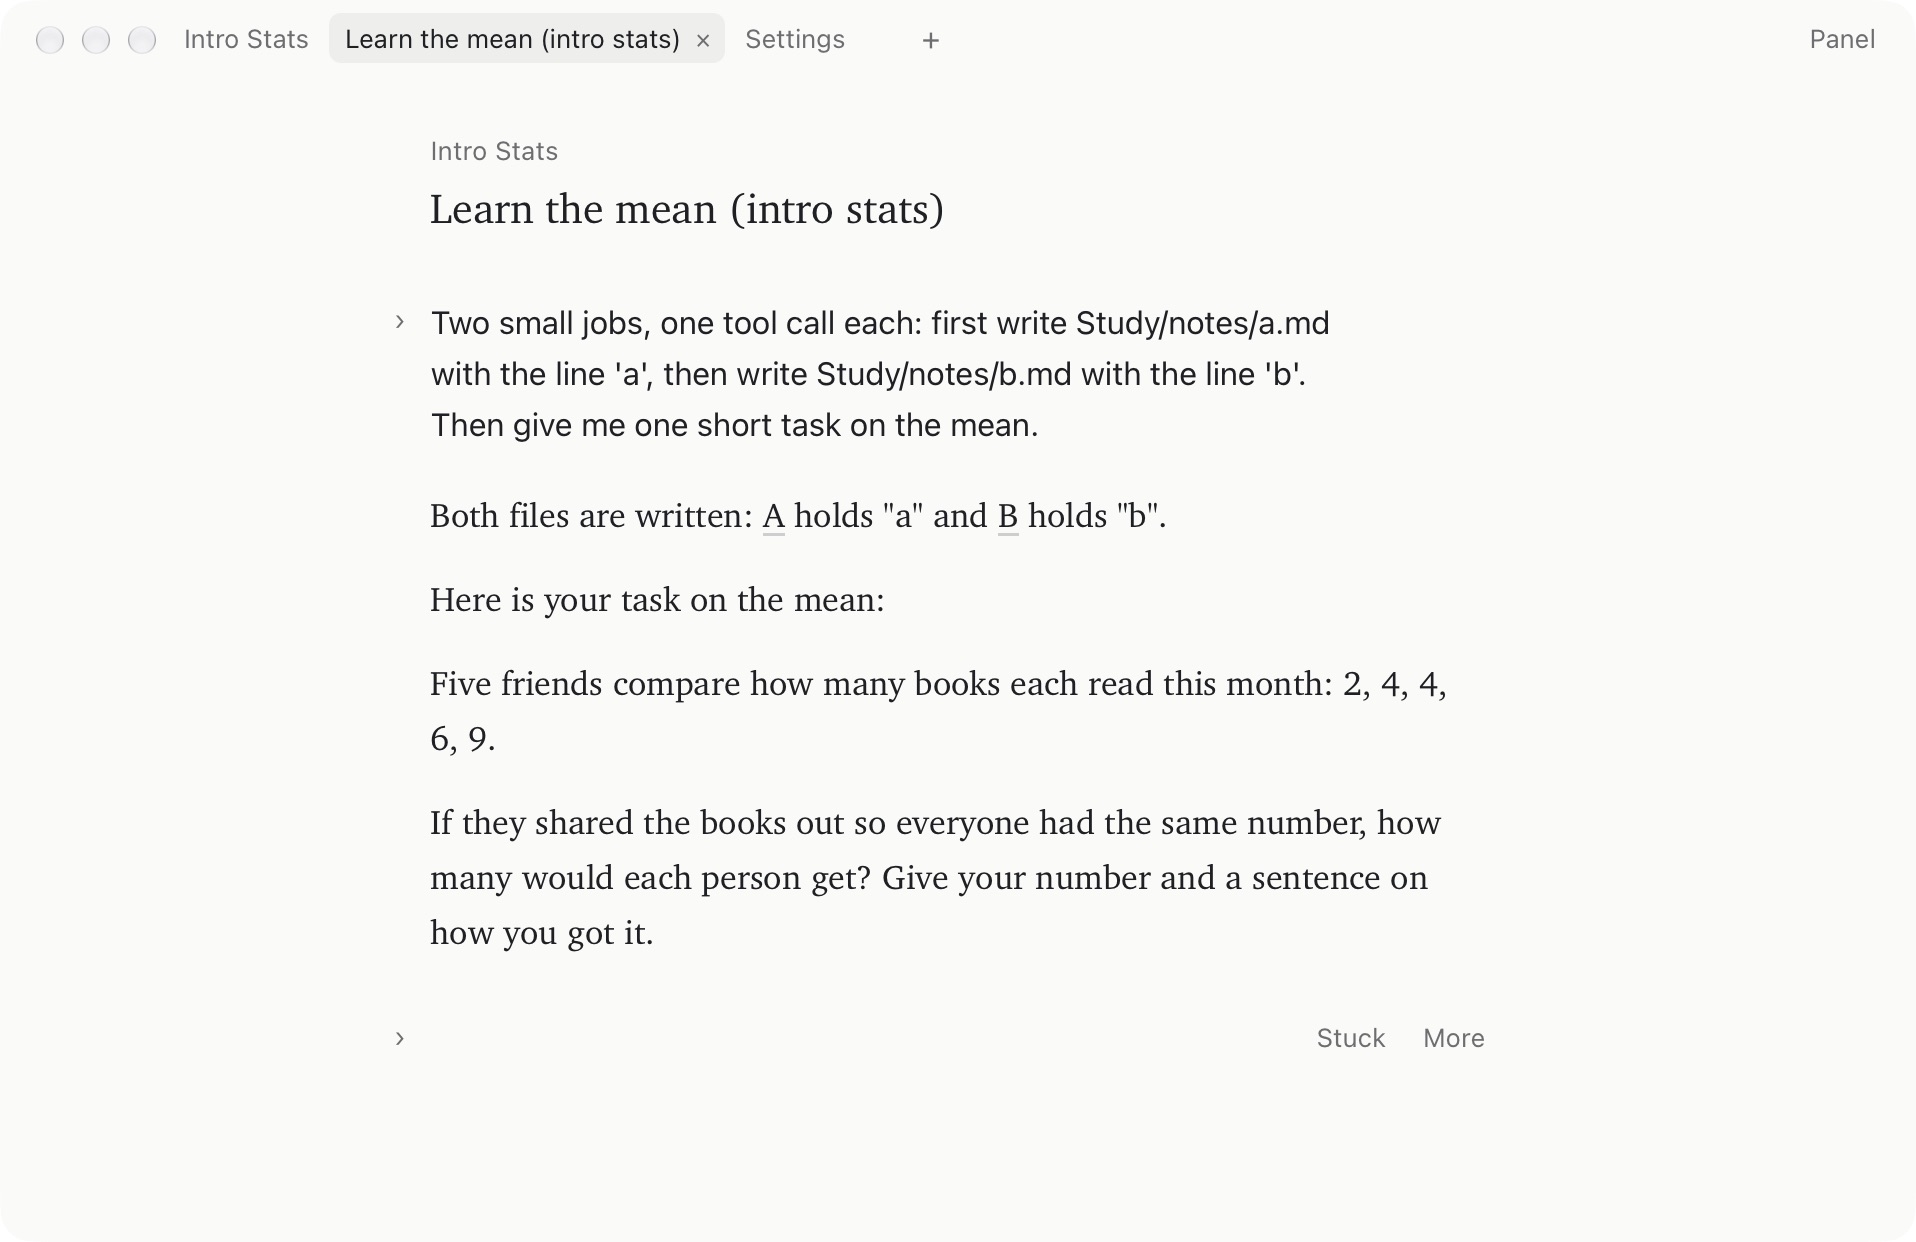 Intro Stats Learn the mean (intro stats) × Settings + Panel
Intro Stats
Learn the mean (intro stats)
› Two small jobs, one tool call each: first write Study/notes/a.md
with the line 'a', then write Study/notes/b.md with the line 'b'.
Then give me one short task on the mean.
Both files are written: A holds "a" and B holds "b".
Here is your task on the mean:
Five friends compare how many books each read this month: 2, 4, 4,
6, 9.
If they shared the books out so everyone had the same number, how
many would each person get? Give your number and a sentence on
how you got it.
› Stuck More